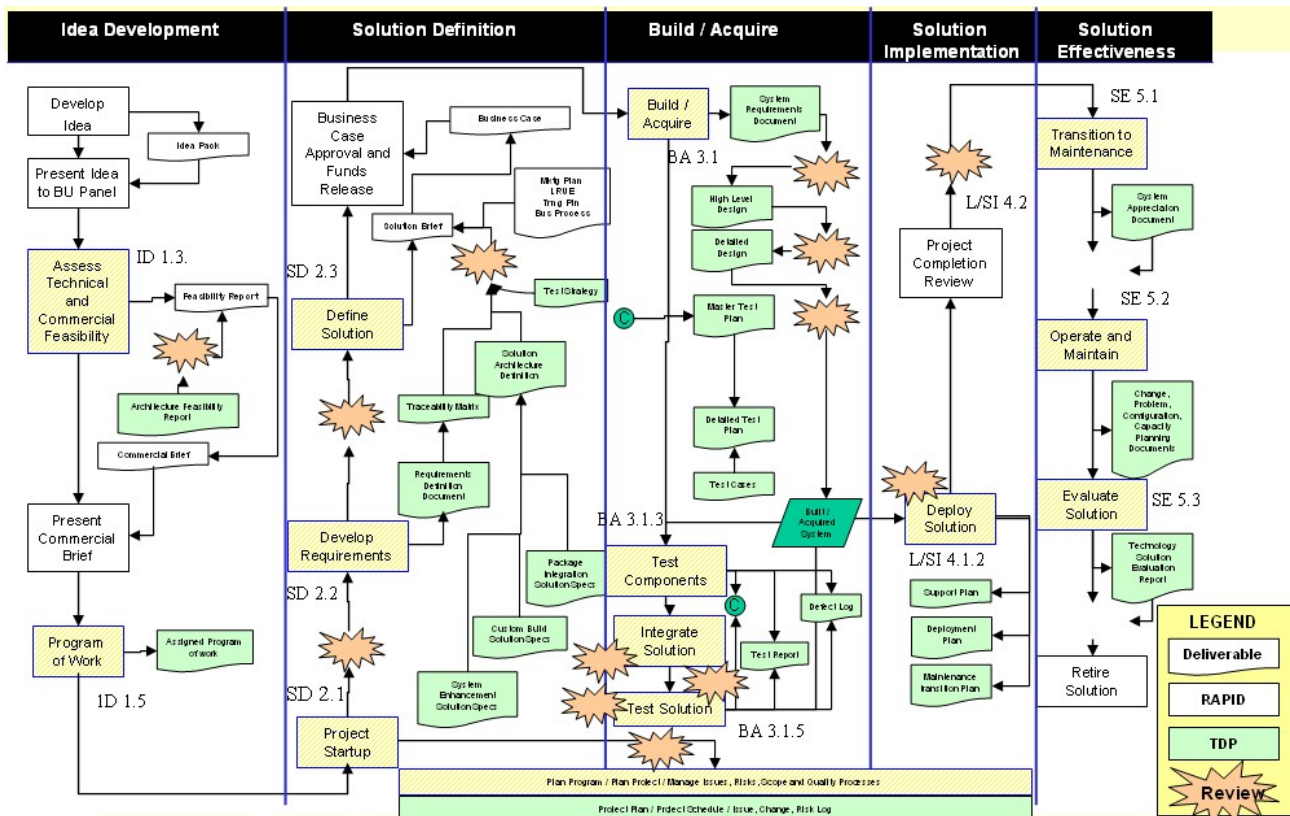 Idea Development
Solution Definition
Build / Acquire
Solution
Implementation
Solution
Effectiveness
Develop
Idea
Idea Pack
Present Idea
to BU Panel
ID 1.3.
Assess
Technical
and
Commercial
Feasibility
Feasibility Report
Architecture Feasibility
Report
Commercial Brief
Present
Commercial
Brief
Program
of Work
Assigned Program
of work
ID 1.5
Business
Case
Approval and
Funds
Release
Business Case
Mktg Plan
LRUE
Trng Pln
Bus Process
Solution Brief
SD 2.3
Test Strategy
Define
Solution
Solution
Architecture
Definition
Traceability Matrix
Requirements
Definition
Document
Develop
Requirements
SD 2.2
Package
Integration
Solution Specs
Custom Build
Solution Specs
System
Enhancement
Solution Specs
SD 2.1
Project
Startup
Build /
Acquire
System
Requirements
Document
BA 3.1
High Level
Design
Detailed
Design
C
Master Test
Plan
Detailed Test
Plan
Test Cases
BA 3.1.3
Build /
Acquired
System
Test
Components
C
Defect Log
Integrate
Solution
Test Report
Test Solution
BA 3.1.5
Plan Program / Plan Project / Manage Issues, Risks, Scope and Quality Processes
Project Plan / Project Schedule / Issue, Change, Risk Log
L/SI 4.2
Project
Completion
Review
Deploy
Solution
L/SI 4.1.2
Support Plan
Deployment
Plan
Maintenance
transition Plan
SE 5.1
Transition to
Maintenance
System
Appreciation
Document
SE 5.2
Operate and
Maintain
Change,
Problem,
Configuration,
Capacity
Planning
Documents
Evaluate
Solution
SE 5.3
Technology
Solution
Evaluation
Report
Retire
Solution
LEGEND
Deliverable
RAPID
TDP
Review